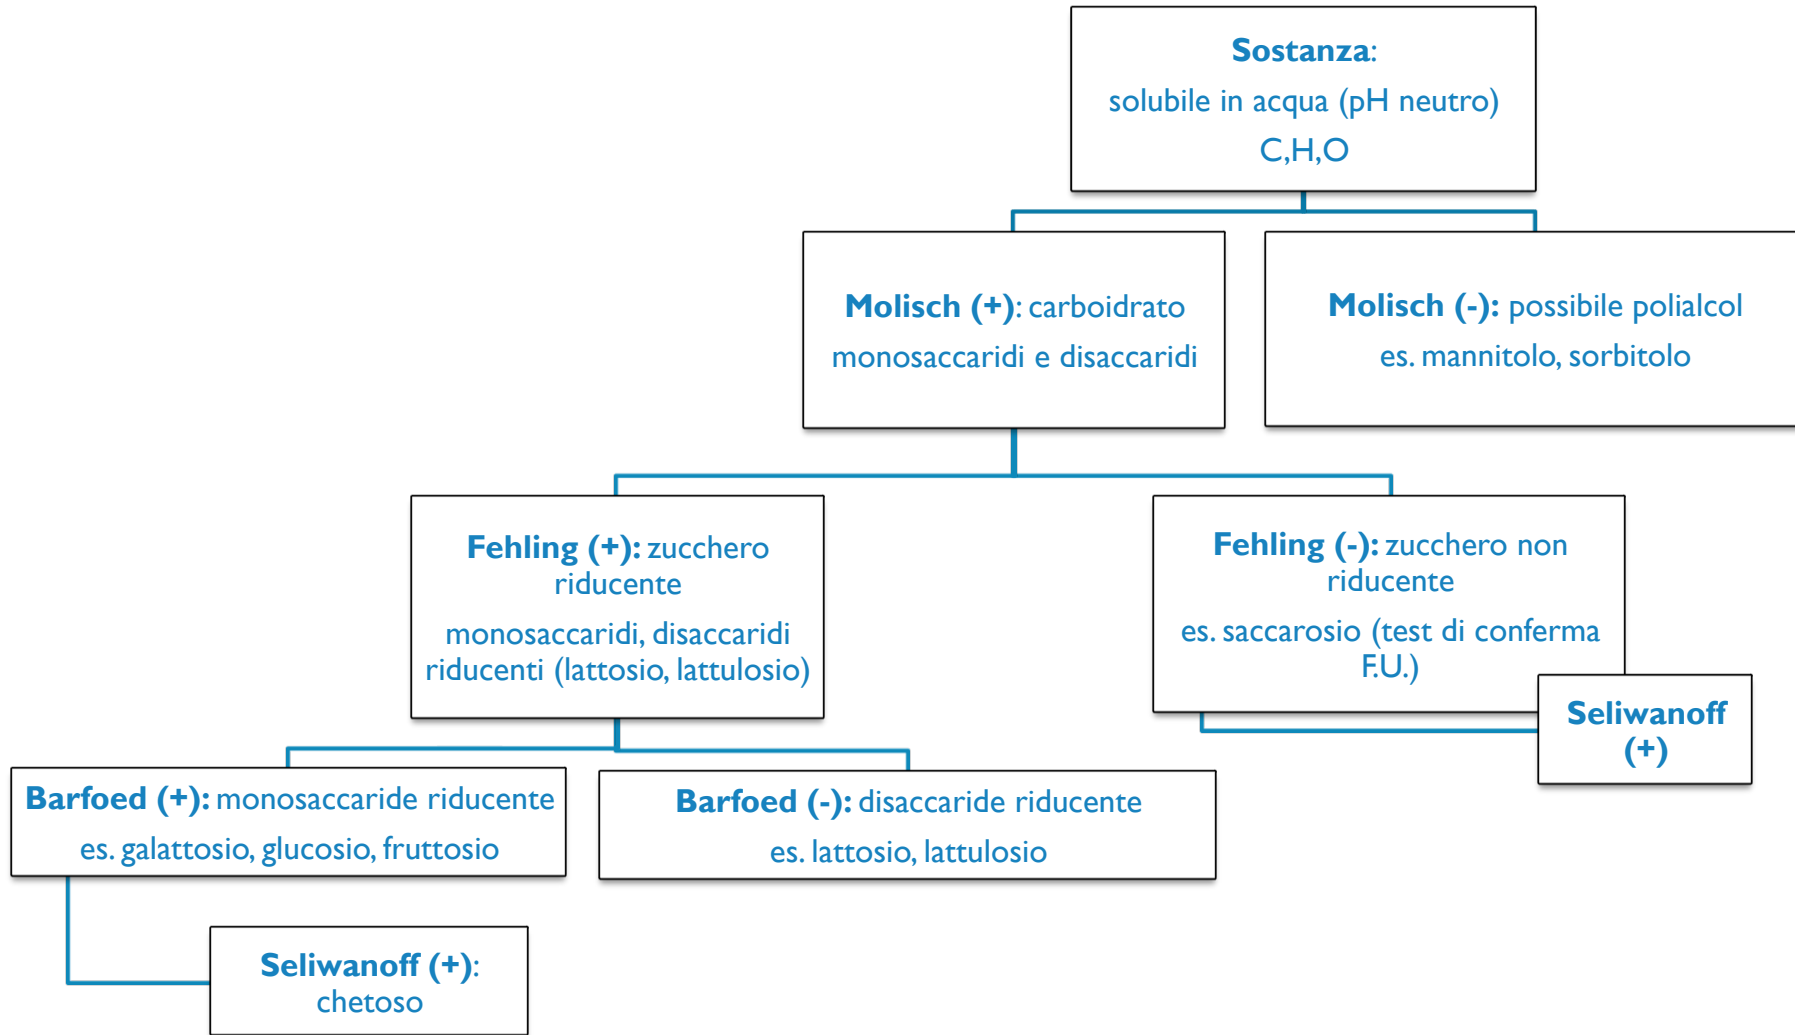 Sostanza:
solubile in acqua (pH neutro)
C,H,O
Molisch (+): carboidrato
monosaccaridi e disaccaridi
Molisch (-): possibile polialcol
es. mannitolo, sorbitolo
Fehling (+): zucchero
riducente
monosaccaridi, disaccaridi
riducenti (lattosio, lattulosio)
Fehling (-): zucchero non
riducente
es. saccarosio (test di conferma
F.U.)
Seliwanoff
(+)
Barfoed (+): monosaccaride riducente
es. galattosio, glucosio, fruttosio
Barfoed (-): disaccaride riducente
es. lattosio, lattulosio
Seliwanoff (+):
chetoso